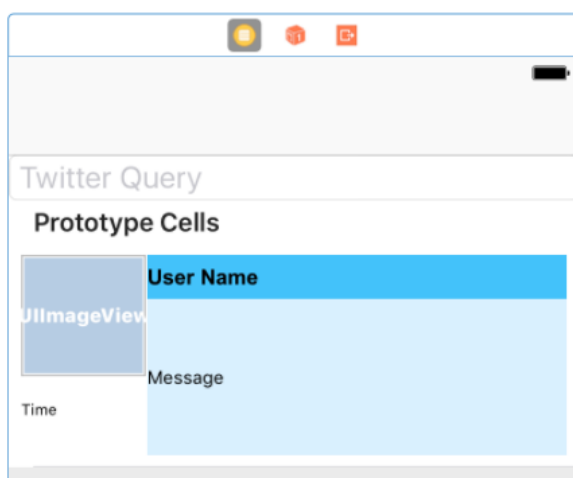 Twitter Query
Prototype Cells
User Name
UIImageView
Message
Time